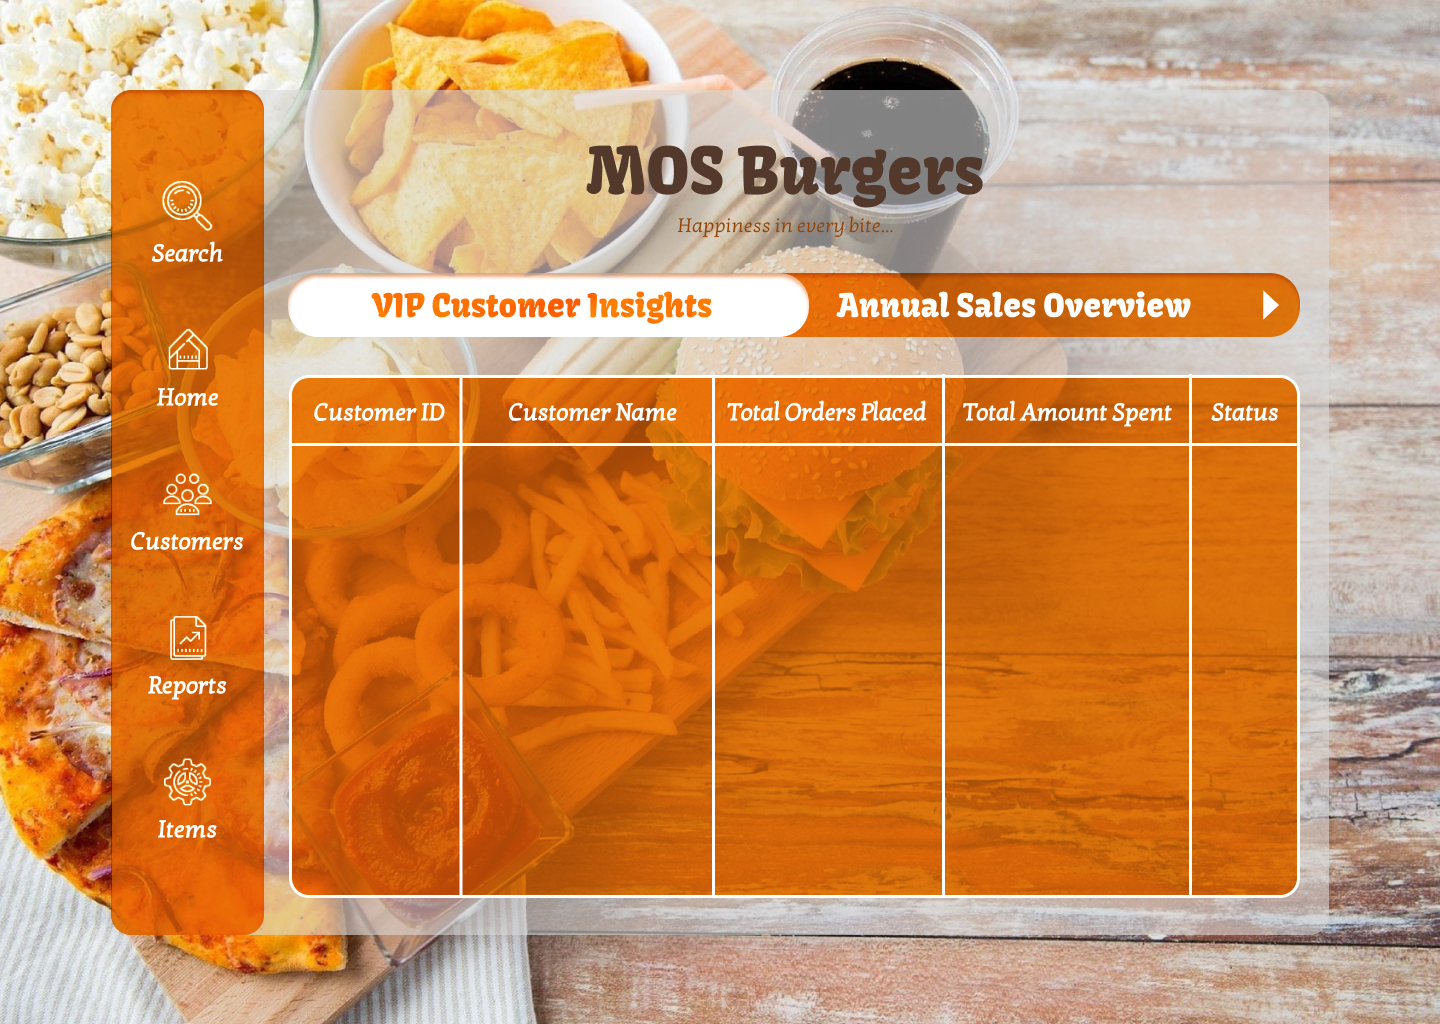 MOS Burgers
Happiness in every bite...
VIP Customer Insights
Annual Sales Overview
Search
Home
Customers
Reports
Items
Customer ID
Customer Name
Total Orders Placed
Total Amount Spent
Status